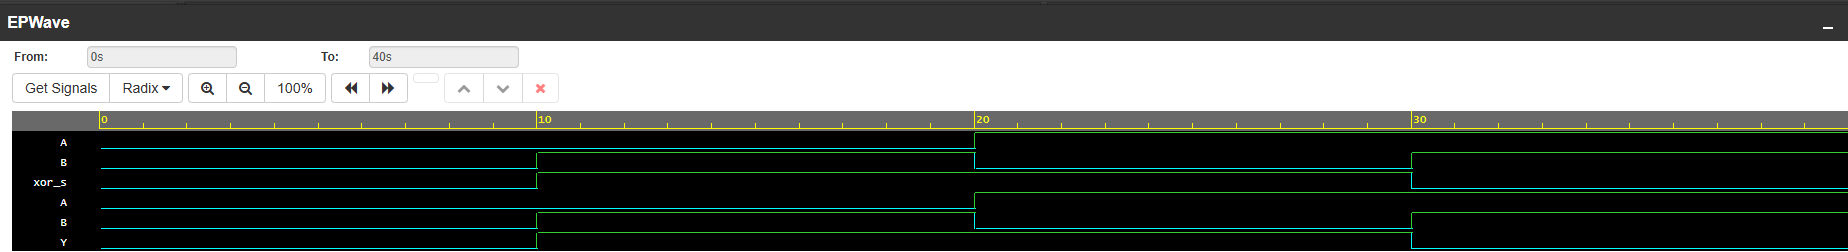 EPWave
From: 0s To: 40s
Get Signals Radix 100%
0 10 20 30
A
B
xor_s
A
B
Y